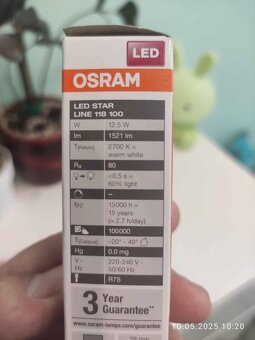 LED
OSRAM
LED STAR
LINE 118 100
W 12.5 W
lm 1521 lm
T[Kelvin] 2700 K =
warm white
Ra 80
<0.5 s =
60% light
–
15000 h =
15 years
(= 2.7 h/day)
100000
T[Celsius] -20° - 40°
Hg 0.0 mg
V~ 220-240 V~
Hz 50/60 Hz
R7S
3 Year
Guarantee**
www.osram-lamps.com/guarantee
10.05.2025 10:20